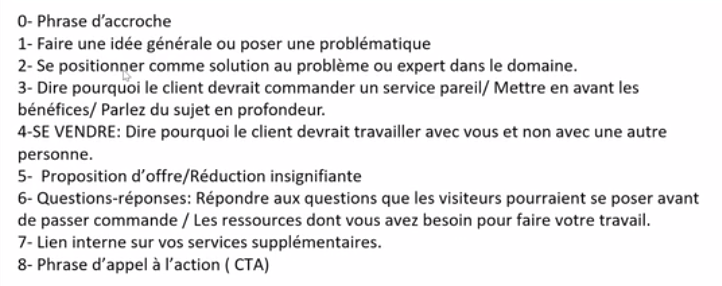 0- Phrase d'accroche
1- Faire une idée générale ou poser une problématique
2- Se positionner comme solution au problème ou expert dans le domaine.
3- Dire pourquoi le client devrait commander un service pareil/ Mettre en avant les
bénéfices/ Parlez du sujet en profondeur.
4-SE VENDRE: Dire pourquoi le client devrait travailler avec vous et non avec une autre
personne.
5-  Proposition d'offre/Réduction insignifiante
6- Questions-réponses: Répondre aux questions que les visiteurs pourraient se poser avant
de passer commande / Les ressources dont vous avez besoin pour faire votre travail.
7- Lien interne sur vos services supplémentaires.
8- Phrase d'appel à l'action ( CTA)